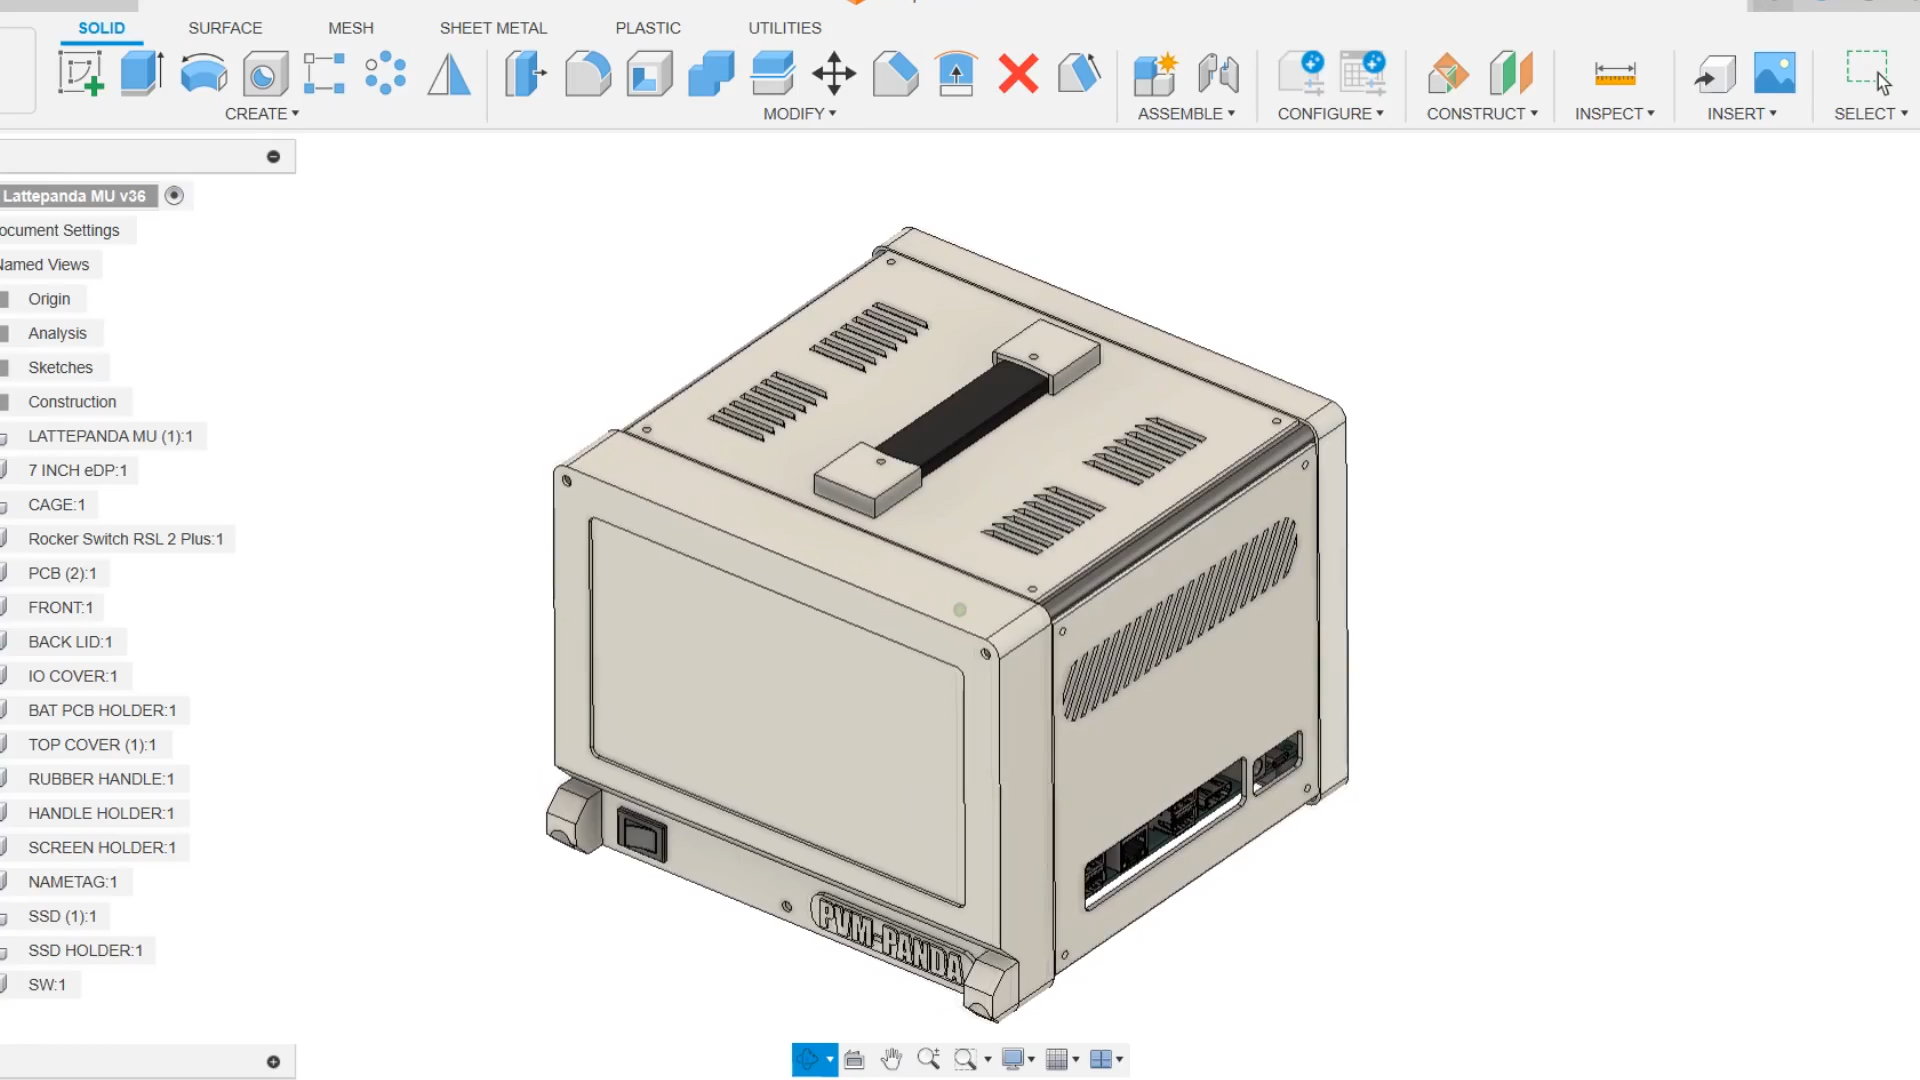 SOLID SURFACE MESH SHEET METAL PLASTIC UTILITIES
CREATE MODIFY ASSEMBLE CONFIGURE CONSTRUCT INSPECT INSERT SELECT
Lattepanda MU v36
ocument Settings
Named Views
Origin
Analysis
Sketches
Construction
LATTEPANDA MU (1):1
7 INCH eDP:1
CAGE:1
Rocker Switch RSL 2 Plus:1
PCB (2):1
FRONT:1
BACK LID:1
IO COVER:1
BAT PCB HOLDER:1
TOP COVER (1):1
RUBBER HANDLE:1
HANDLE HOLDER:1
SCREEN HOLDER:1
NAMETAG:1
SSD (1):1
SSD HOLDER:1
SW:1
PVM-PANDA